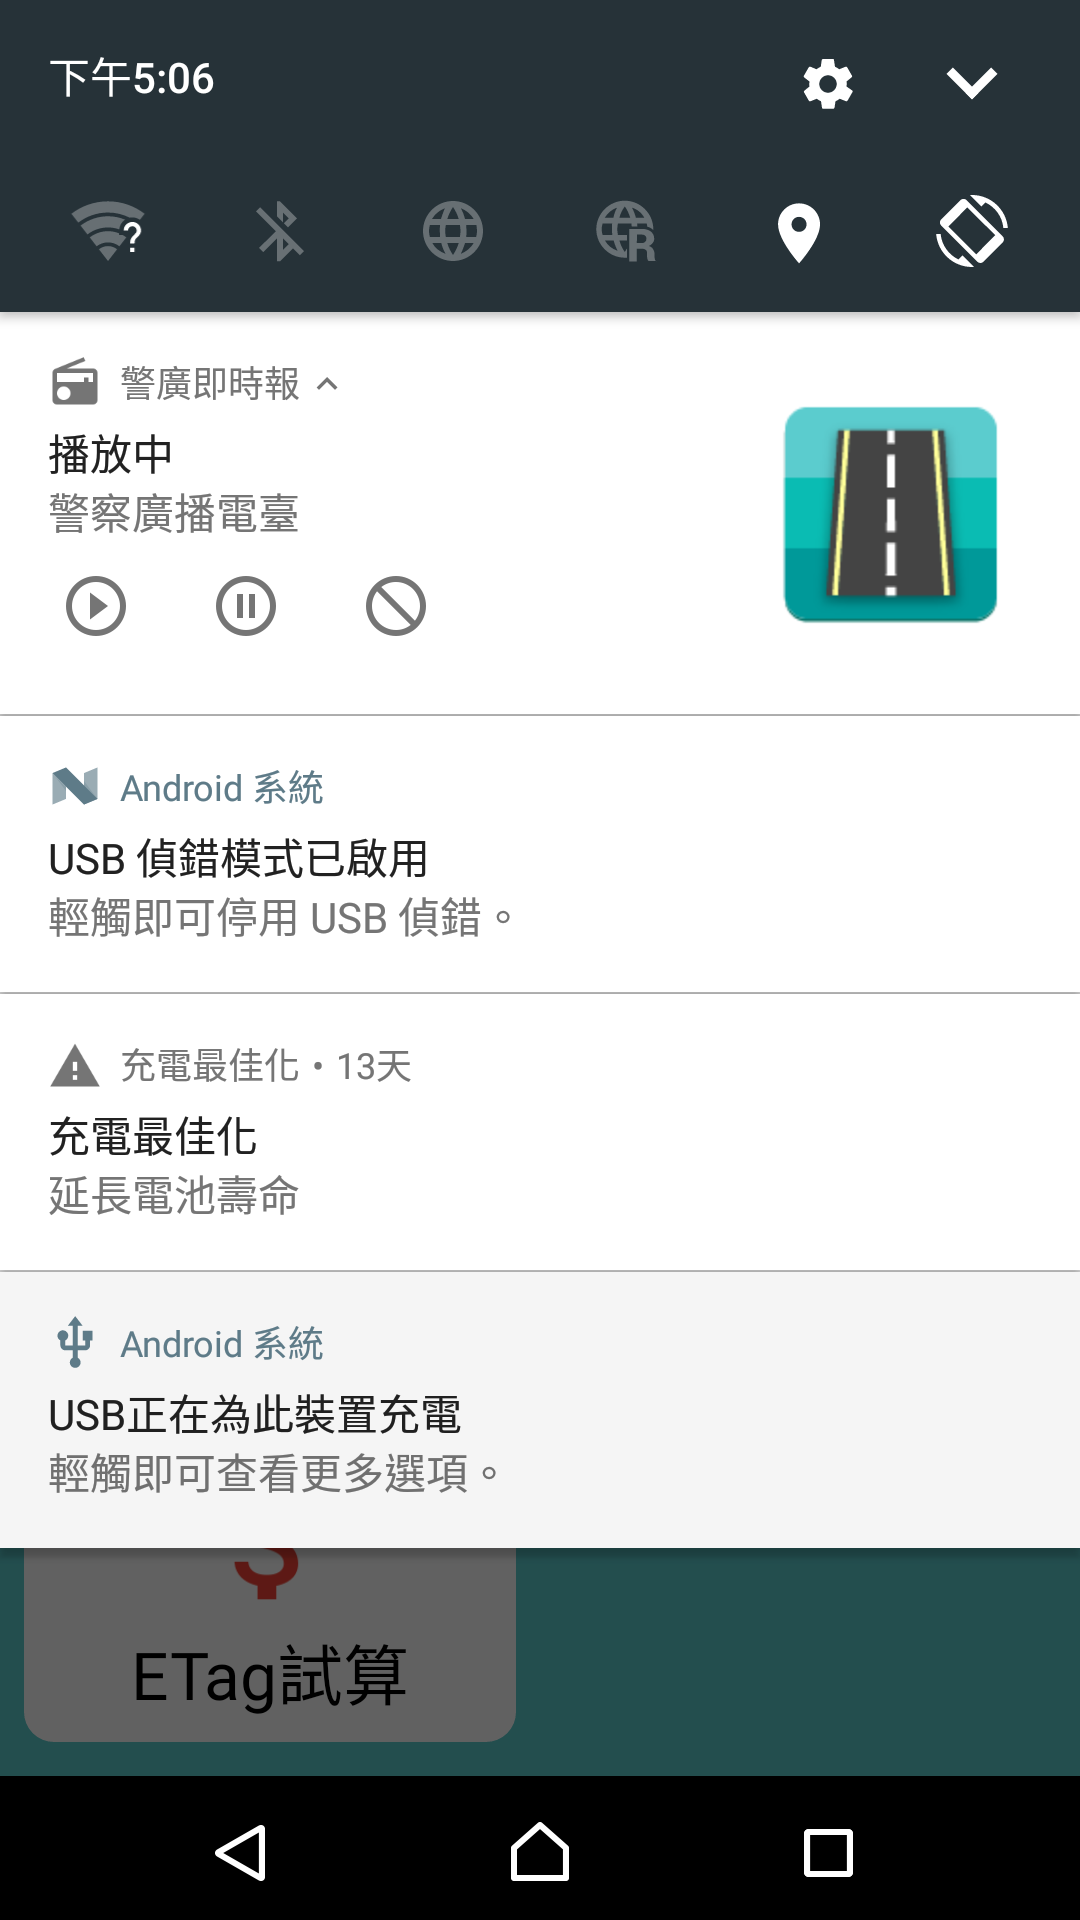 下午5:06
警廣即時報
播放中
警察廣播電臺
Android 系統
USB 偵錯模式已啟用
輕觸即可停用 USB 偵錯。
充電最佳化 • 13天
充電最佳化
延長電池壽命
Android 系統
USB正在為此裝置充電
輕觸即可查看更多選項。
ETag試算